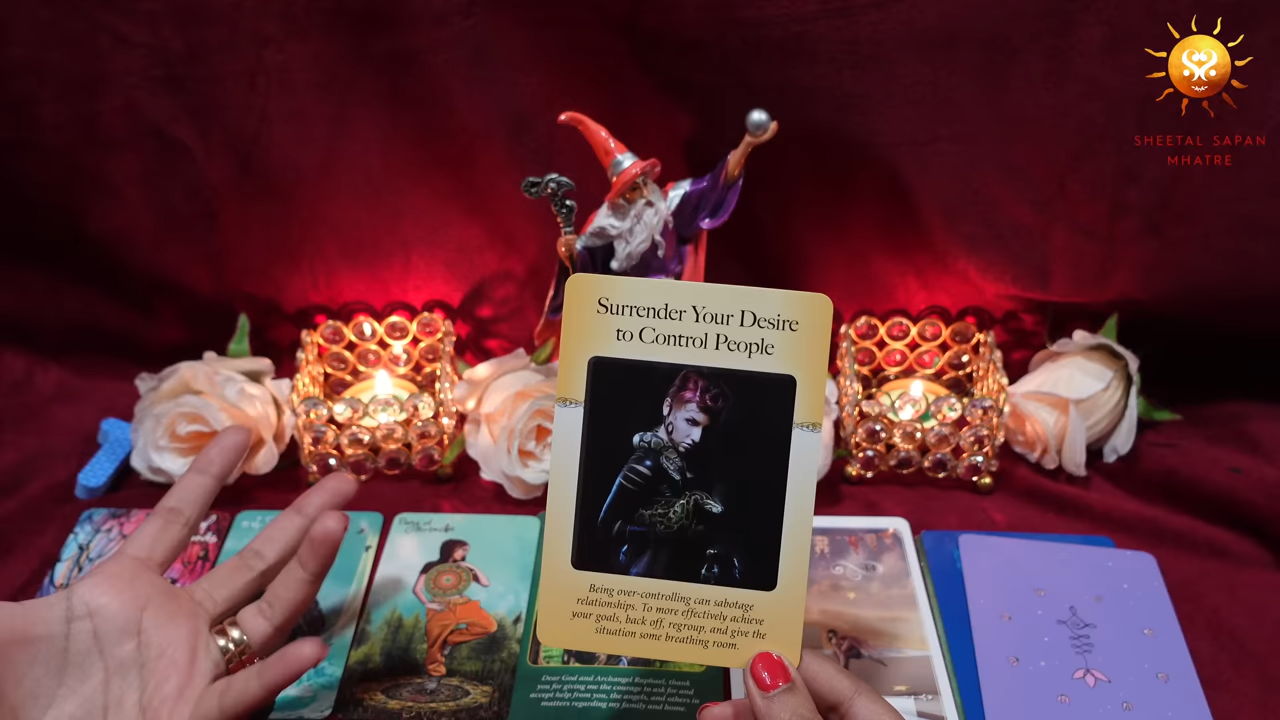 SHEETAL SAPAN
MHATRE
Surrender Your Desire
to Control People
Being over-controlling can sabotage
relationships. To more effectively achieve
your goals, back off, regroup, and give the
situation some breathing room.
Dear God and Archangel Raphael, thank
you for giving me the courage to ask for and
accept help from you, the angels, and others in
matters regarding my family and home.